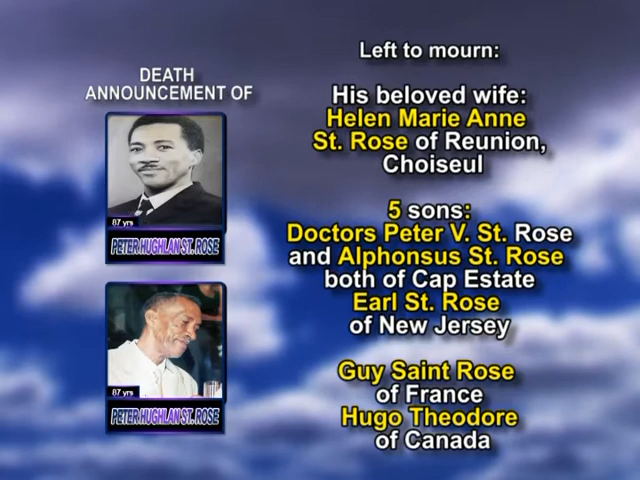 DEATH
ANNOUNCEMENT OF
87 yrs
PETER HUGHLAN ST. ROSE
87 yrs
PETER HUGHLAN ST. ROSE
Left to mourn:
His beloved wife:
Helen Marie Anne
St. Rose of Reunion,
Choiseul
5 sons:
Doctors Peter V. St. Rose
and Alphonsus St. Rose
both of Cap Estate
Earl St. Rose
of New Jersey
Guy Saint Rose
of France
Hugo Theodore
of Canada